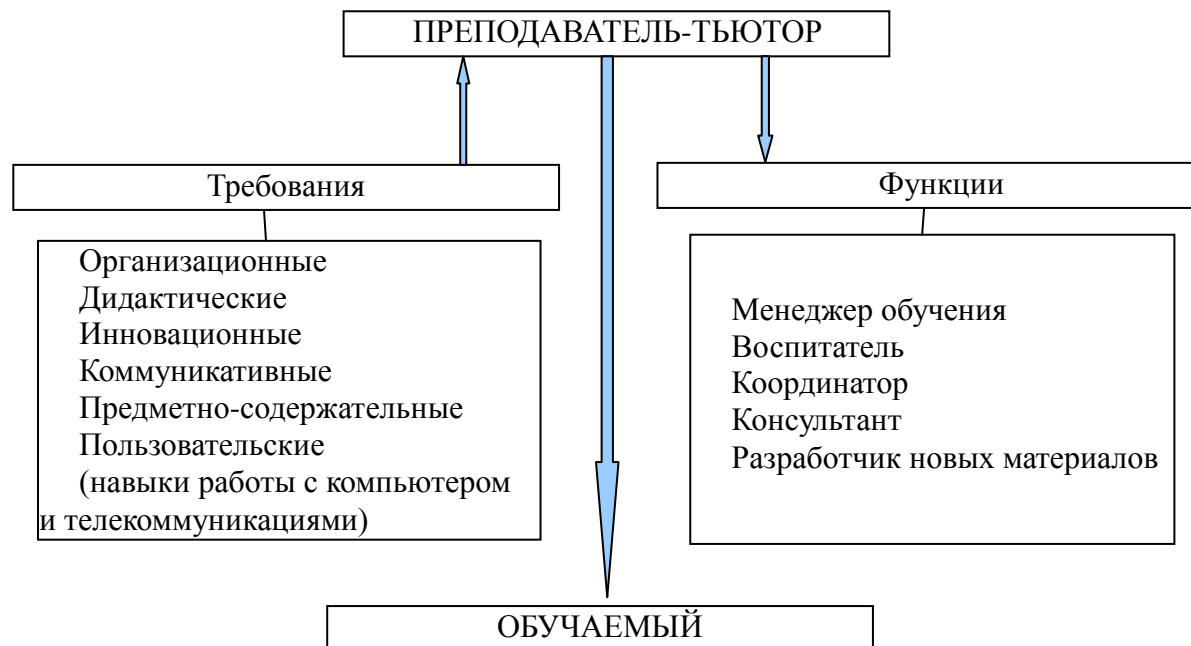 ПРЕПОДАВАТЕЛЬ-ТЬЮТОР
Требования
Организационные
Дидактические
Инновационные
Коммуникативные
Предметно-содержательные
Пользовательские
(навыки работы с компьютером
и телекоммуникациями)
Функции
Менеджер обучения
Воспитатель
Координатор
Консультант
Разработчик новых материалов
ОБУЧАЕМЫЙ